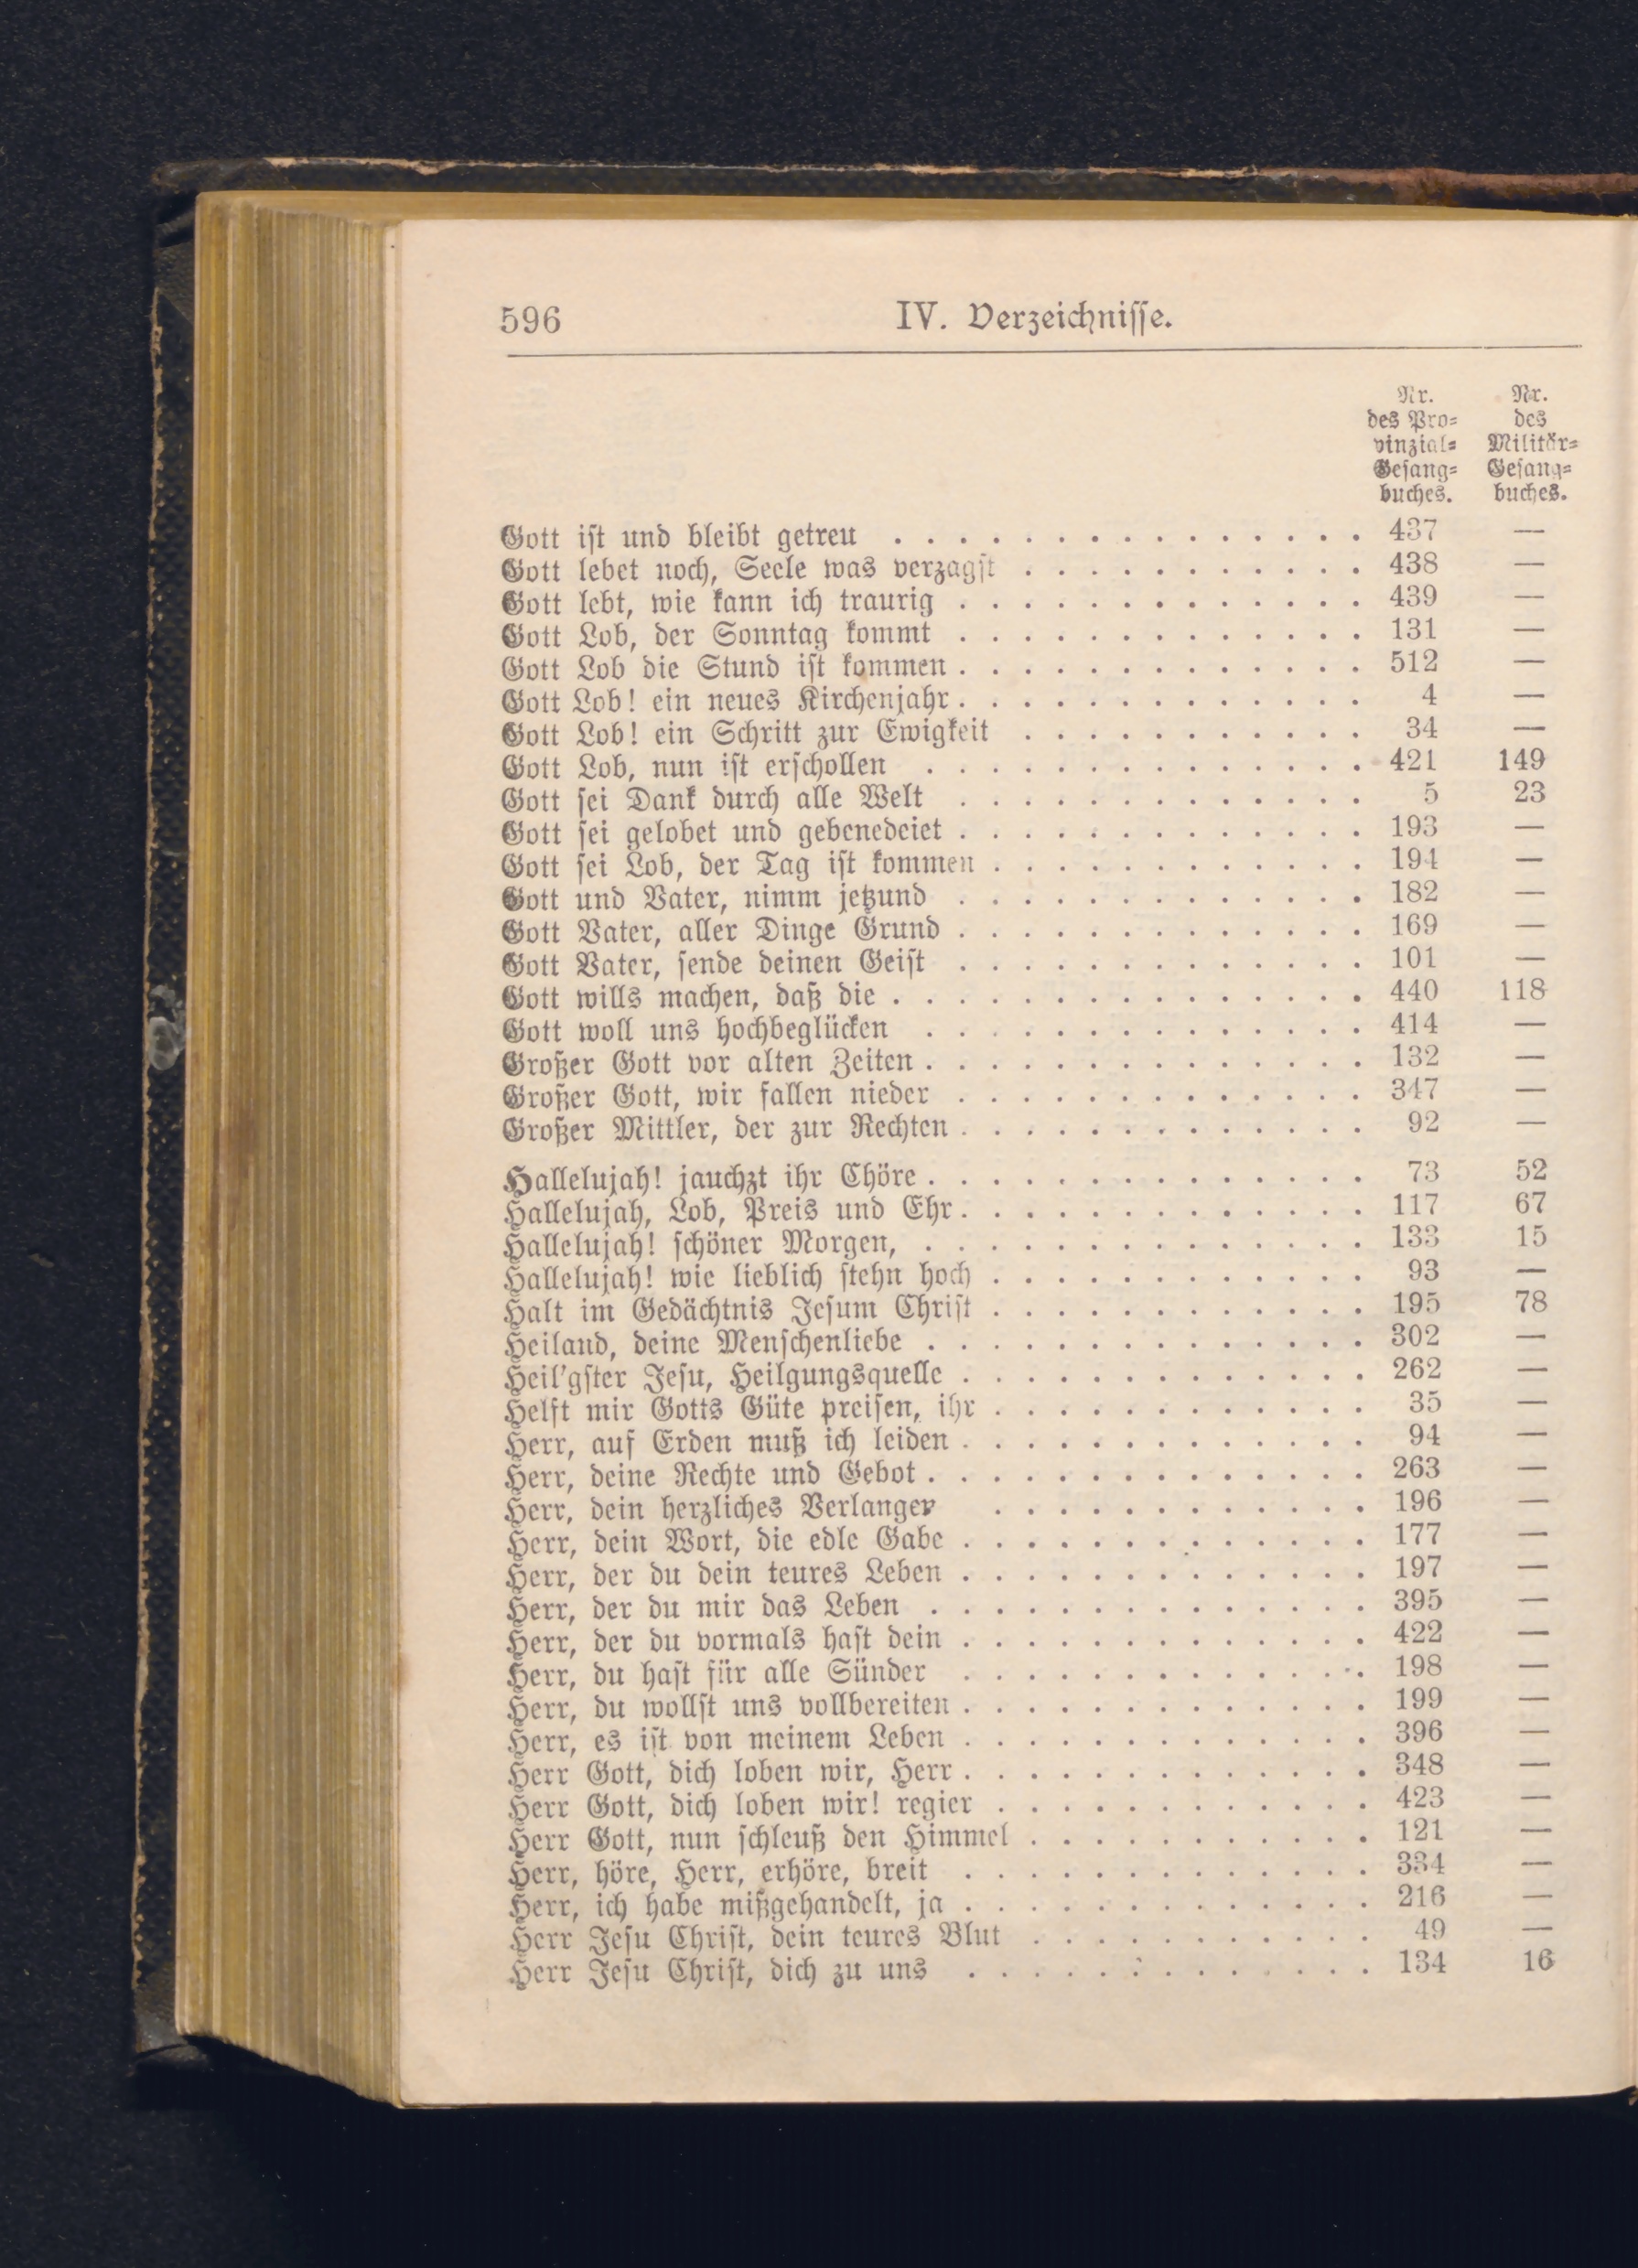 596 IV. Verzeichnisse.
Nr. Nr.
des Pro- des
vinzial- Militär-
Gesang- Gesang-
buches. buches.
Gott ist und bleibt getreu . . . . . . . . . . . . . . . 437 —
Gott lebet noch, Seele was verzagst . . . . . . . . . . . 438 —
Gott lebt, wie kann ich traurig . . . . . . . . . . . . . 439 —
Gott Lob, der Sonntag kommt . . . . . . . . . . . . . 131 —
Gott Lob die Stund ist kommen . . . . . . . . . . . . . 512 —
Gott Lob! ein neues Kirchenjahr . . . . . . . . . . . . . 4 —
Gott Lob! ein Schritt zur Ewigkeit . . . . . . . . . . . 34 —
Gott Lob, nun ist erschollen . . . . . . . . . . . . . . 421 149
Gott sei Dank durch alle Welt . . . . . . . . . . . . . 5 23
Gott sei gelobet und gebenedeiet . . . . . . . . . . . . . 193 —
Gott sei Lob, der Tag ist kommen . . . . . . . . . . . . 194 —
Gott und Vater, nimm jetzund . . . . . . . . . . . . . 182 —
Gott Vater, aller Dinge Grund . . . . . . . . . . . . . 169 —
Gott Vater, sende deinen Geist . . . . . . . . . . . . . 101 —
Gott wills machen, daß die . . . . . . . . . . . . . . . 440 118
Gott woll uns hochbeglücken . . . . . . . . . . . . . . 414 —
Großer Gott vor alten Zeiten . . . . . . . . . . . . . . 132 —
Großer Gott, wir fallen nieder . . . . . . . . . . . . . 347 —
Großer Mittler, der zur Rechten . . . . . . . . . . . . . 92 —
Hallelujah! jauchzt ihr Chöre . . . . . . . . . . . . . . 73 52
Hallelujah, Lob, Preis und Ehr . . . . . . . . . . . . . 117 67
Hallelujah! schöner Morgen, . . . . . . . . . . . . . . 133 15
Hallelujah! wie lieblich stehn hoch . . . . . . . . . . . . 93 —
Halt im Gedächtnis Jesum Christ . . . . . . . . . . . . 195 78
Heiland, deine Menschenliebe . . . . . . . . . . . . . . 302 —
Heil'gster Jesu, Heilgungsquelle . . . . . . . . . . . . . 262 —
Helft mir Gotts Güte preisen, ihr . . . . . . . . . . . . 35 —
Herr, auf Erden muß ich leiden . . . . . . . . . . . . . 94 —
Herr, deine Rechte und Gebot . . . . . . . . . . . . . . 263 —
Herr, dein herzliches Verlangen . . . . . . . . . . . . 196 —
Herr, dein Wort, die edle Gabe . . . . . . . . . . . . . 177 —
Herr, der du dein teures Leben . . . . . . . . . . . . . 197 —
Herr, der du mir das Leben . . . . . . . . . . . . . . 395 —
Herr, der du vormals hast dein . . . . . . . . . . . . . 422 —
Herr, du hast für alle Sünder . . . . . . . . . . . . . 198 —
Herr, du wollst uns vollbereiten . . . . . . . . . . . . . 199 —
Herr, es ist von meinem Leben . . . . . . . . . . . . . 396 —
Herr Gott, dich loben wir, Herr . . . . . . . . . . . . . 348 —
Herr Gott, dich loben wir! regier . . . . . . . . . . . . 423 —
Herr Gott, nun schleuß den Himmel . . . . . . . . . . . 121 —
Herr, höre, Herr, erhöre, breit . . . . . . . . . . . . . 334 —
Herr, ich habe mißgehandelt, ja . . . . . . . . . . . . . 216 —
Herr Jesu Christ, dein teures Blut . . . . . . . . . . . 49 —
Herr Jesu Christ, dich zu uns . . . . . . . . . . . . . 134 16